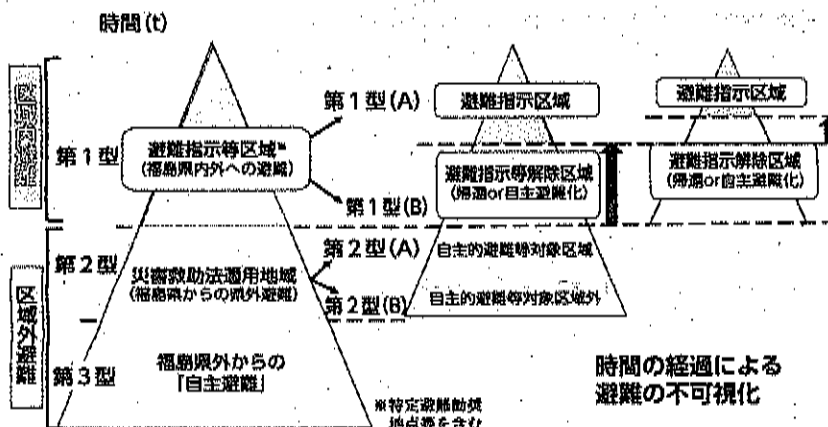 時間(t)
区域内避難
第1型
避難指示等区域※
(福島県内外への避難)
第1型(A)
第1型(B)
避難指示区域
避難指示等解除区域
(帰還or自主避難化)
避難指示区域
避難指示解除区域
(帰還or自主避難化)
区域外避難
第2型
災害救助法適用地域
(福島県からの県外避難)
第2型(A)
第2型(B)
自主的避難等対象区域
自主的避難等対象区域外
第3型
福島県外からの
「自主避難」
※特定避難勧奨
地点等を含む
時間の経過による
避難の不可視化